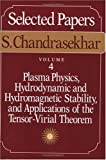 Selected Papers
S. Chandrasekhar
VOLUME
4
Plasma Physics,
Hydrodynamic and
Hydromagnetic Stability,
and Applications of the
Tensor-Virial Theorem